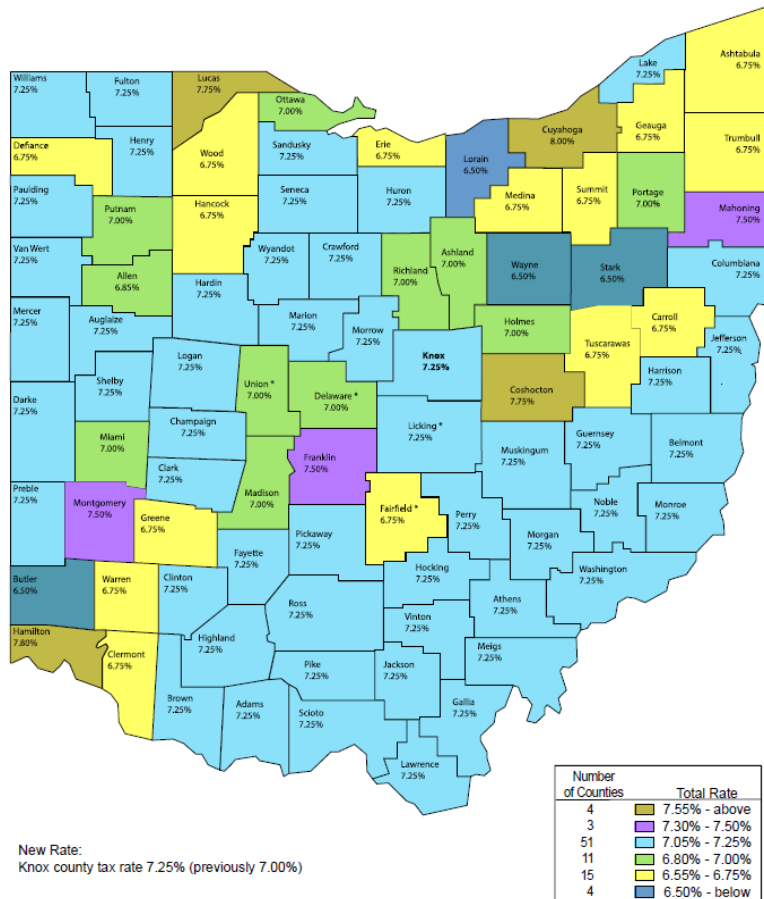 Ashtabula
6.75%
Lake
7.25%
Williams
7.25%
Fulton
7.25%
Lucas
7.75%
Ottawa
7.00%
Cuyahoga
8.00%
Geauga
6.75%
Trumbull
6.75%
Defiance
6.75%
Henry
7.25%
Wood
6.75%
Sandusky
7.25%
Erie
6.75%
Lorain
6.50%
Medina
6.75%
Summit
6.75%
Portage
7.00%
Paulding
7.25%
Putnam
7.00%
Hancock
6.75%
Seneca
7.25%
Huron
7.25%
Mahoning
7.50%
Van Wert
7.25%
Allen
6.85%
Wyandot
7.25%
Crawford
7.25%
Richland
7.00%
Ashland
7.00%
Wayne
6.50%
Stark
6.50%
Columbiana
7.25%
Mercer
7.25%
Auglaize
7.25%
Hardin
7.25%
Marion
7.25%
Morrow
7.25%
Knox
7.25%
Holmes
7.00%
Tuscarawas
6.75%
Carroll
6.75%
Jefferson
7.25%
Darke
7.25%
Shelby
7.25%
Logan
7.25%
Union *
7.00%
Delaware *
7.00%
Coshocton
7.75%
Harrison
7.25%
Miami
7.00%
Champaign
7.25%
Licking *
7.25%
Muskingum
7.25%
Guernsey
7.25%
Belmont
7.25%
Preble
7.25%
Montgomery
7.50%
Clark
7.25%
Greene
6.75%
Madison
7.00%
Franklin
7.50%
Fairfield *
6.75%
Perry
7.25%
Noble
7.25%
Monroe
7.25%
Morgan
7.25%
Washington
7.25%
Butler
6.50%
Warren
6.75%
Clinton
7.25%
Fayette
7.25%
Pickaway
7.25%
Hocking
7.25%
Athens
7.25%
Hamilton
7.80%
Clermont
6.75%
Highland
7.25%
Ross
7.25%
Vinton
7.25%
Meigs
7.25%
Brown
7.25%
Adams
7.25%
Pike
7.25%
Scioto
7.25%
Jackson
7.25%
Gallia
7.25%
Lawrence
7.25%
New Rate:
Knox county tax rate 7.25% (previously 7.00%)
Number
of Counties Total Rate
4 7.55% - above
3 7.30% - 7.50%
51 7.05% - 7.25%
11 6.80% - 7.00%
15 6.55% - 6.75%
4 6.50% - below